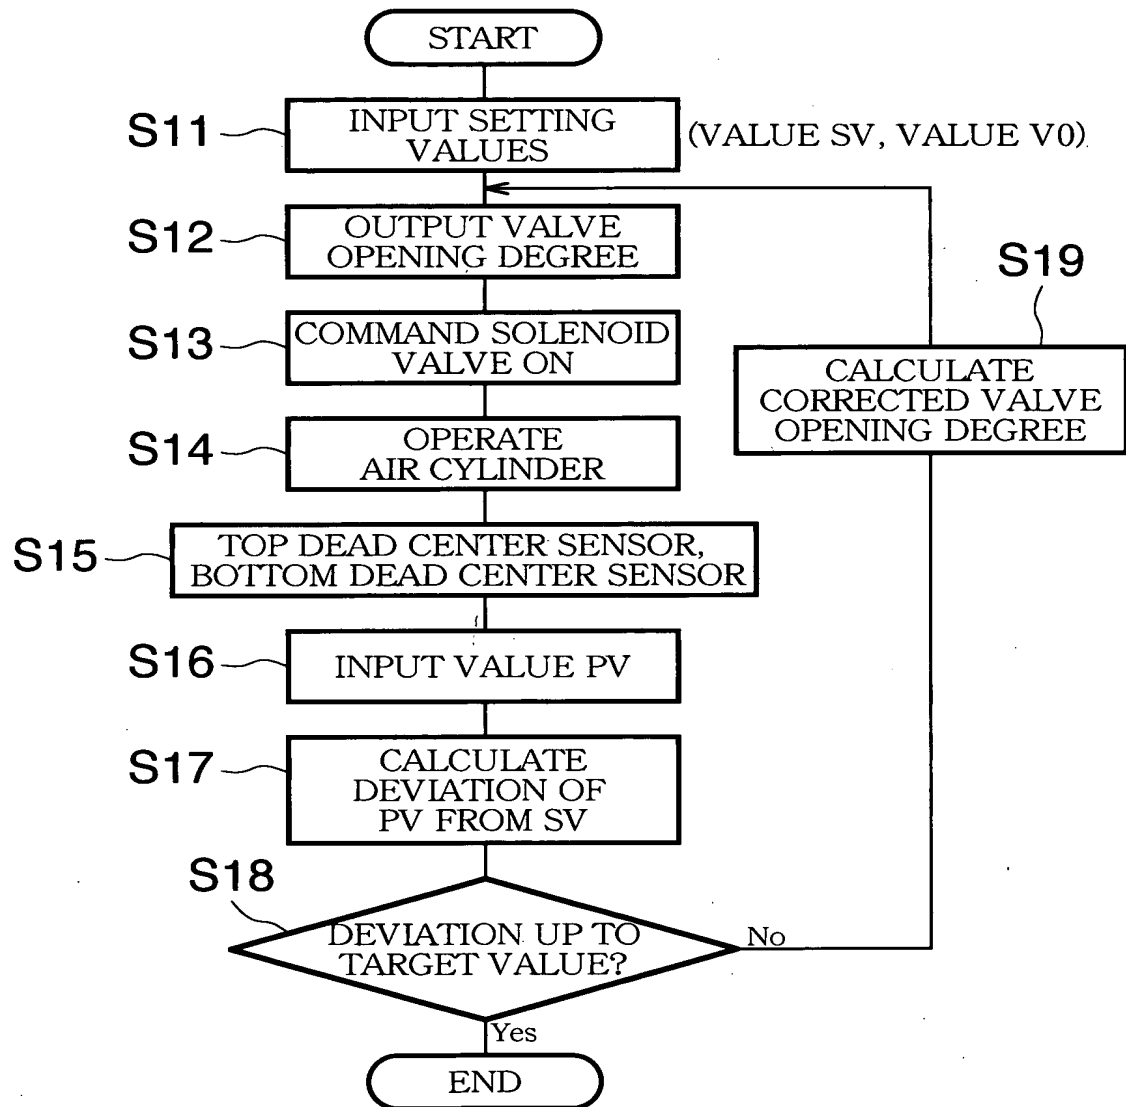 START
S11
INPUT SETTING
VALUES
(VALUE SV, VALUE V0)
S12
OUTPUT VALVE
OPENING DEGREE
S13
COMMAND SOLENOID
VALVE ON
S14
OPERATE
AIR CYLINDER
S15
TOP DEAD CENTER SENSOR,
BOTTOM DEAD CENTER SENSOR
S16
INPUT VALUE PV
S17
CALCULATE
DEVIATION OF
PV FROM SV
S18
DEVIATION UP TO
TARGET VALUE?
No
Yes
END
S19
CALCULATE
CORRECTED VALVE
OPENING DEGREE